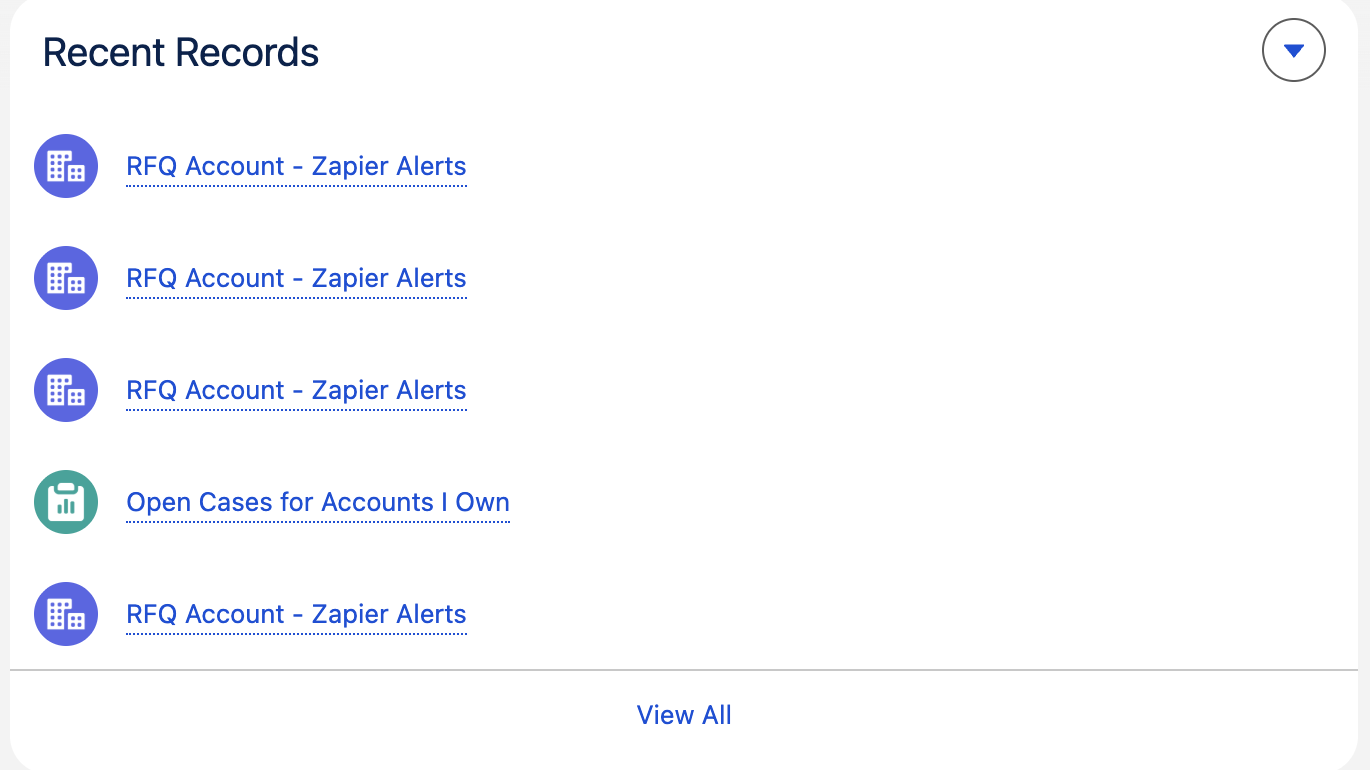 Recent Records
RFQ Account - Zapier Alerts
RFQ Account - Zapier Alerts
RFQ Account - Zapier Alerts
Open Cases for Accounts I Own
RFQ Account - Zapier Alerts
View All